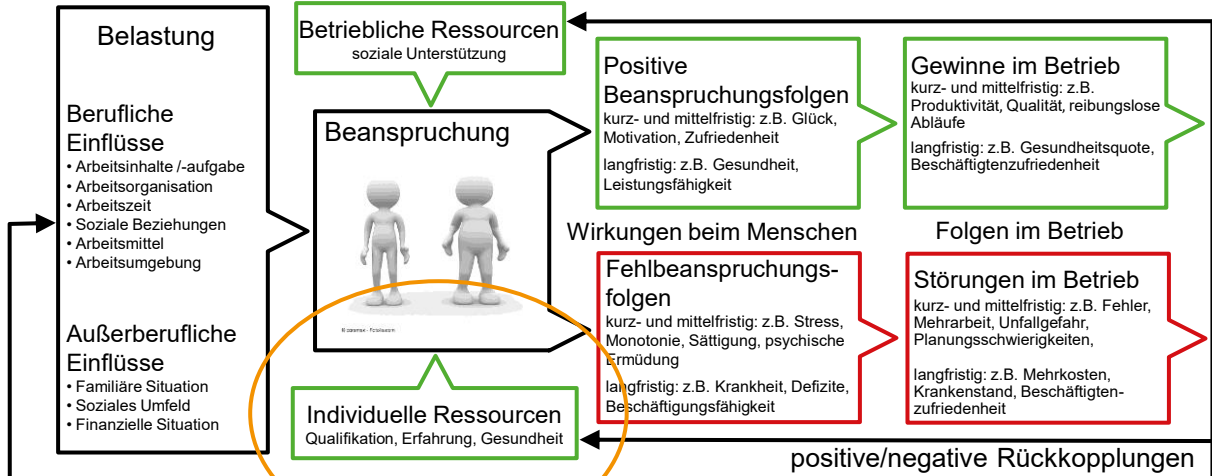 Belastung
Berufliche
Einflüsse
• Arbeitsinhalte /-aufgabe
• Arbeitsorganisation
• Arbeitszeit
• Soziale Beziehungen
• Arbeitsmittel
• Arbeitsumgebung
Außerberufliche
Einflüsse
• Familiäre Situation
• Soziales Umfeld
• Finanzielle Situation
Betriebliche Ressourcen
soziale Unterstützung
Beanspruchung
Individuelle Ressourcen
Qualifikation, Erfahrung, Gesundheit
Positive
Beanspruchungsfolgen
kurz- und mittelfristig: z.B. Glück,
Motivation, Zufriedenheit
langfristig: z.B. Gesundheit,
Leistungsfähigkeit
Gewinne im Betrieb
kurz- und mittelfristig: z.B.
Produktivität, Qualität, reibungslose
Abläufe
langfristig: z.B. Gesundheitsquote,
Beschäftigtenzufriedenheit
Wirkungen beim Menschen
Folgen im Betrieb
Fehlbeanspruchungs-
folgen
kurz- und mittelfristig: z.B. Stress,
Monotonie, Sättigung, psychische
Ermüdung
langfristig: z.B. Krankheit, Defizite,
Beschäftigungsfähigkeit
Störungen im Betrieb
kurz- und mittelfristig: z.B. Fehler,
Mehrarbeit, Unfallgefahr,
Planungsschwierigkeiten,
langfristig: z.B. Mehrkosten,
Krankenstand, Beschäftigten-
zufriedenheit
positive/negative Rückkopplungen